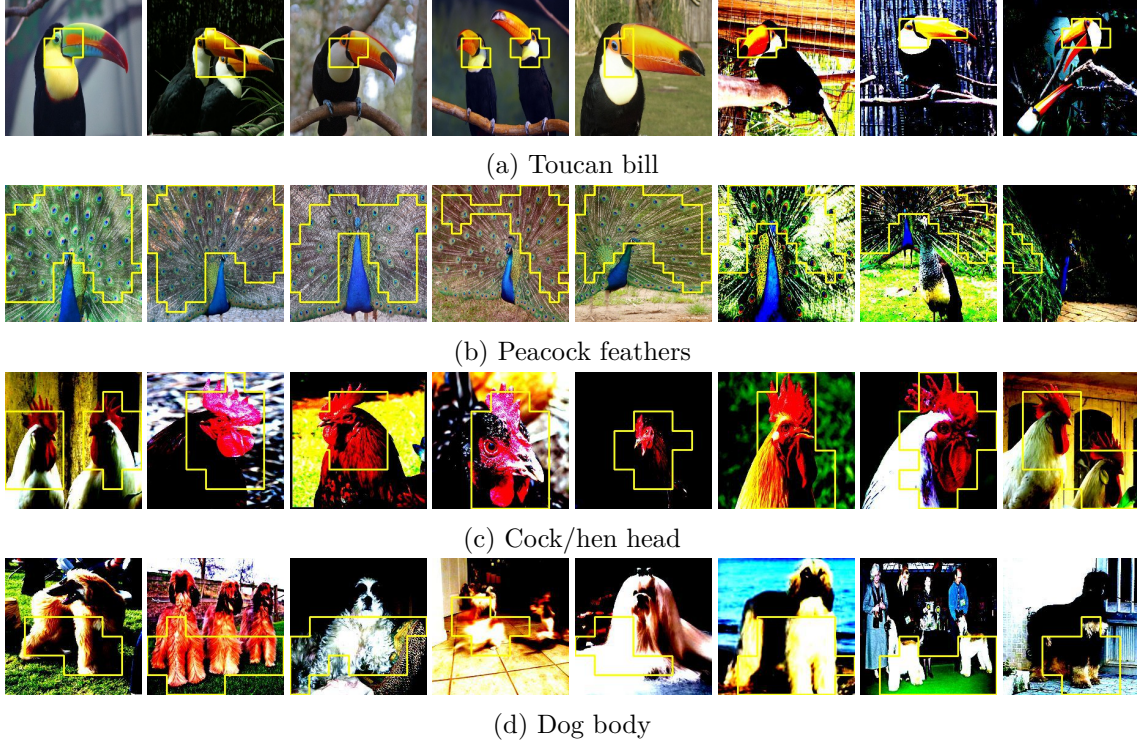 (a) Toucan bill
(b) Peacock feathers
(c) Cock/hen head
(d) Dog body